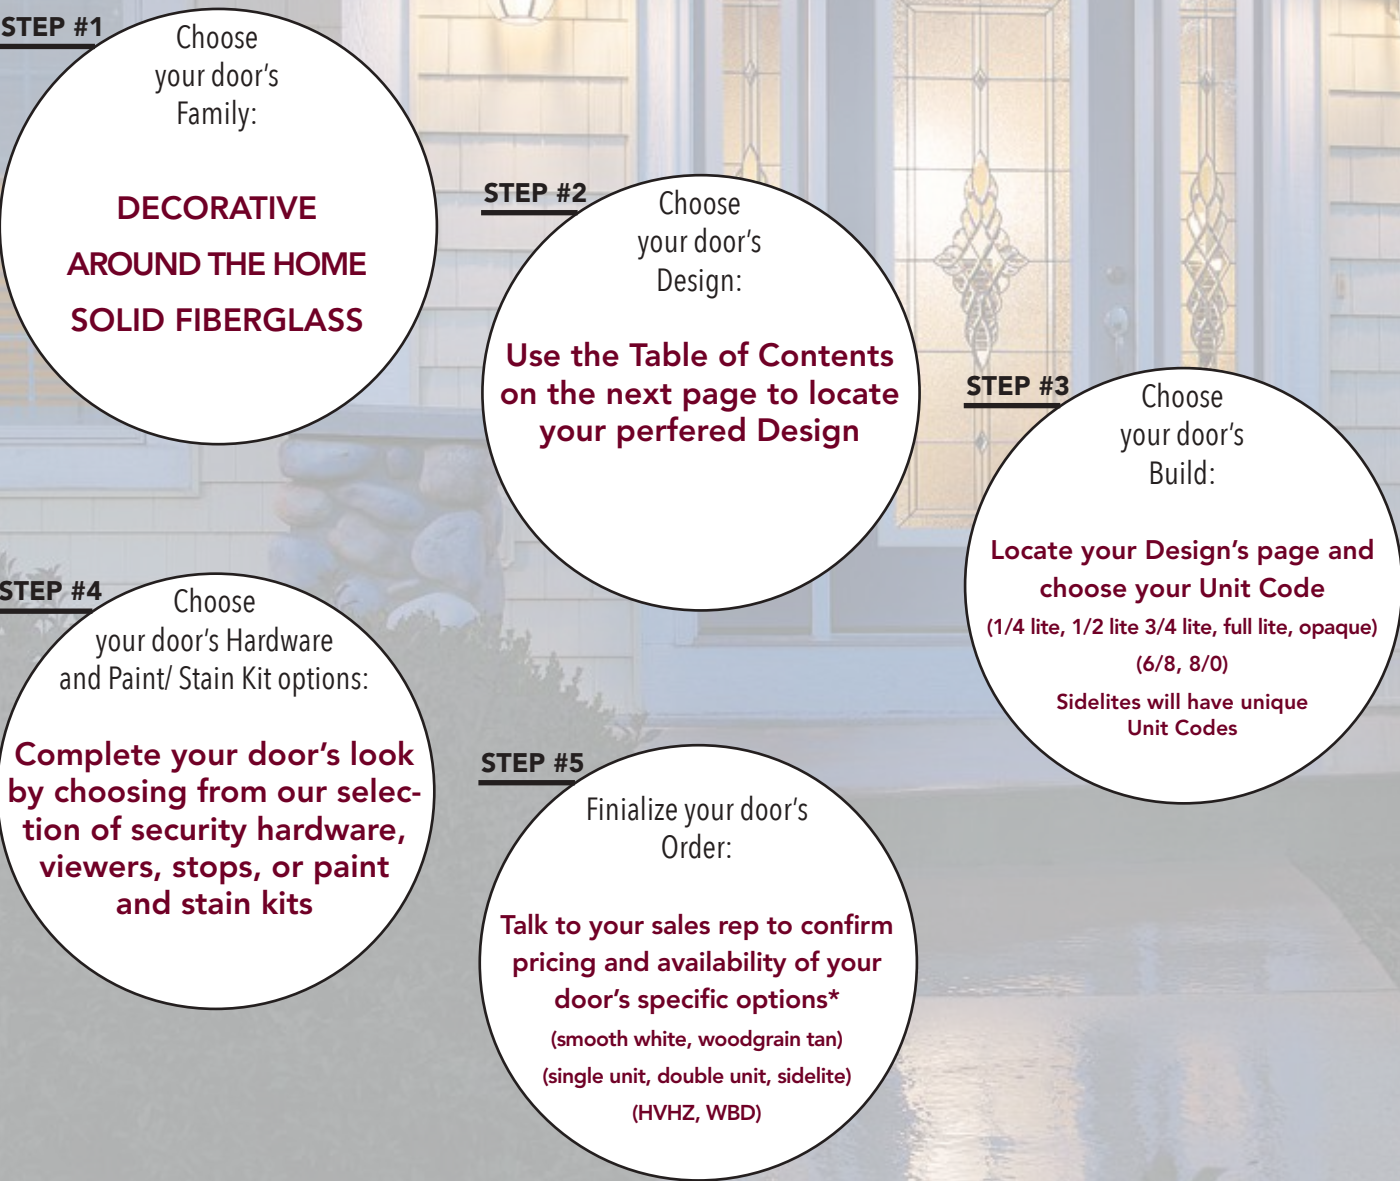 STEP #1
Choose
your door's
Family:
DECORATIVE
AROUND THE HOME
SOLID FIBERGLASS
STEP #2
Choose
your door's
Design:
Use the Table of Contents
on the next page to locate
your perfered Design
STEP #3
Choose
your door's
Build:
Locate your Design's page and
choose your Unit Code
(1/4 lite, 1/2 lite 3/4 lite, full lite, opaque)
(6/8, 8/0)
Sidelites will have unique
Unit Codes
STEP #4
Choose
your door's Hardware
and Paint/ Stain Kit options:
Complete your door's look
by choosing from our selec-
tion of security hardware,
viewers, stops, or paint
and stain kits
STEP #5
Finialize your door's
Order:
Talk to your sales rep to confirm
pricing and availability of your
door's specific options*
(smooth white, woodgrain tan)
(single unit, double unit, sidelite)
(HVHZ, WBD)